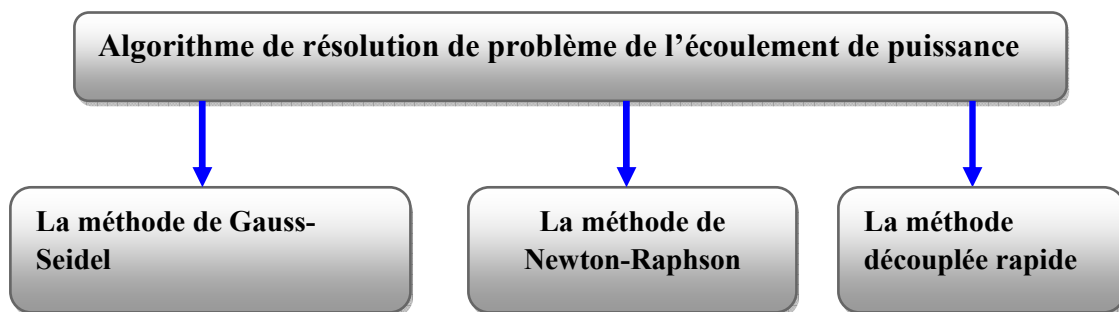 Algorithme de résolution de problème de l’écoulement de puissance
La méthode de Gauss-
Seidel
La méthode de
Newton-Raphson
La méthode
découplée rapide